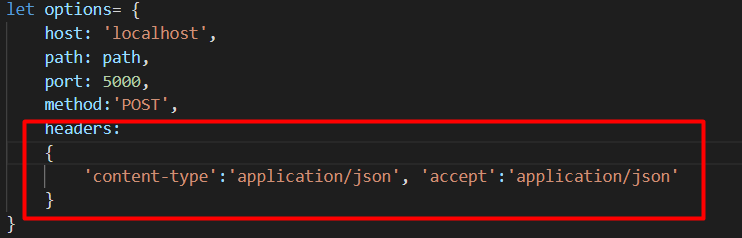 let options= {
host: 'localhost',
path: path,
port: 5000,
method:'POST',
headers:
{
'content-type':'application/json', 'accept':'application/json'
}
}